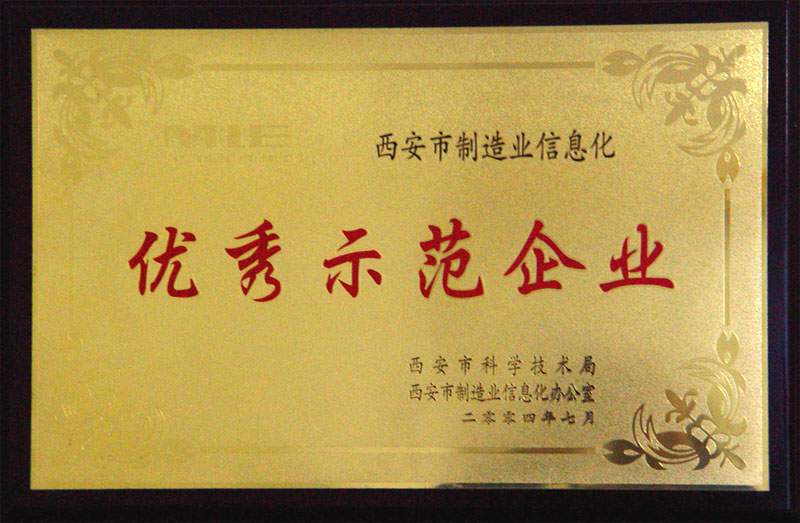 MIE
西安市制造业信息化
优秀示范企业
西安市科学技术局
西安市制造业信息化办公室
二零零四年七月